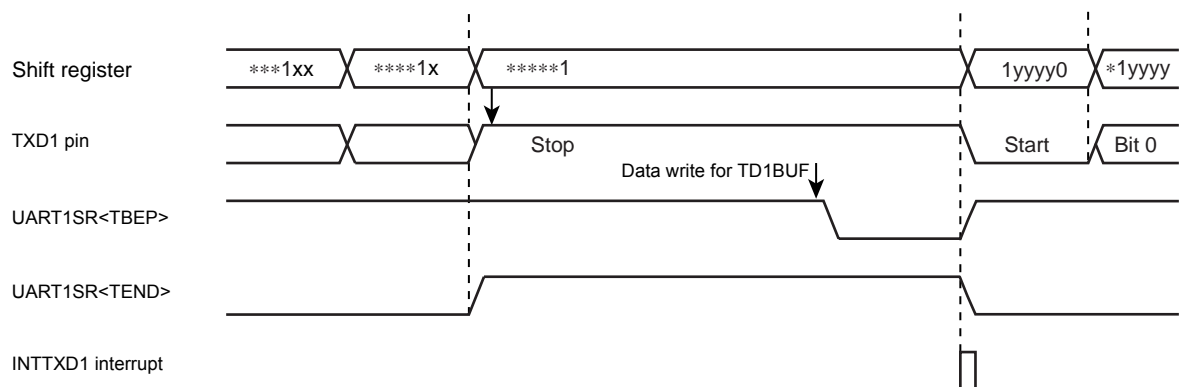 Shift register ***1xx ****1x *****1 1yyyy0 *1yyyy
TXD1 pin Stop Start Bit 0
Data write for TD1BUF
UART1SR<TBEP>
UART1SR<TEND>
INTTXD1 interrupt